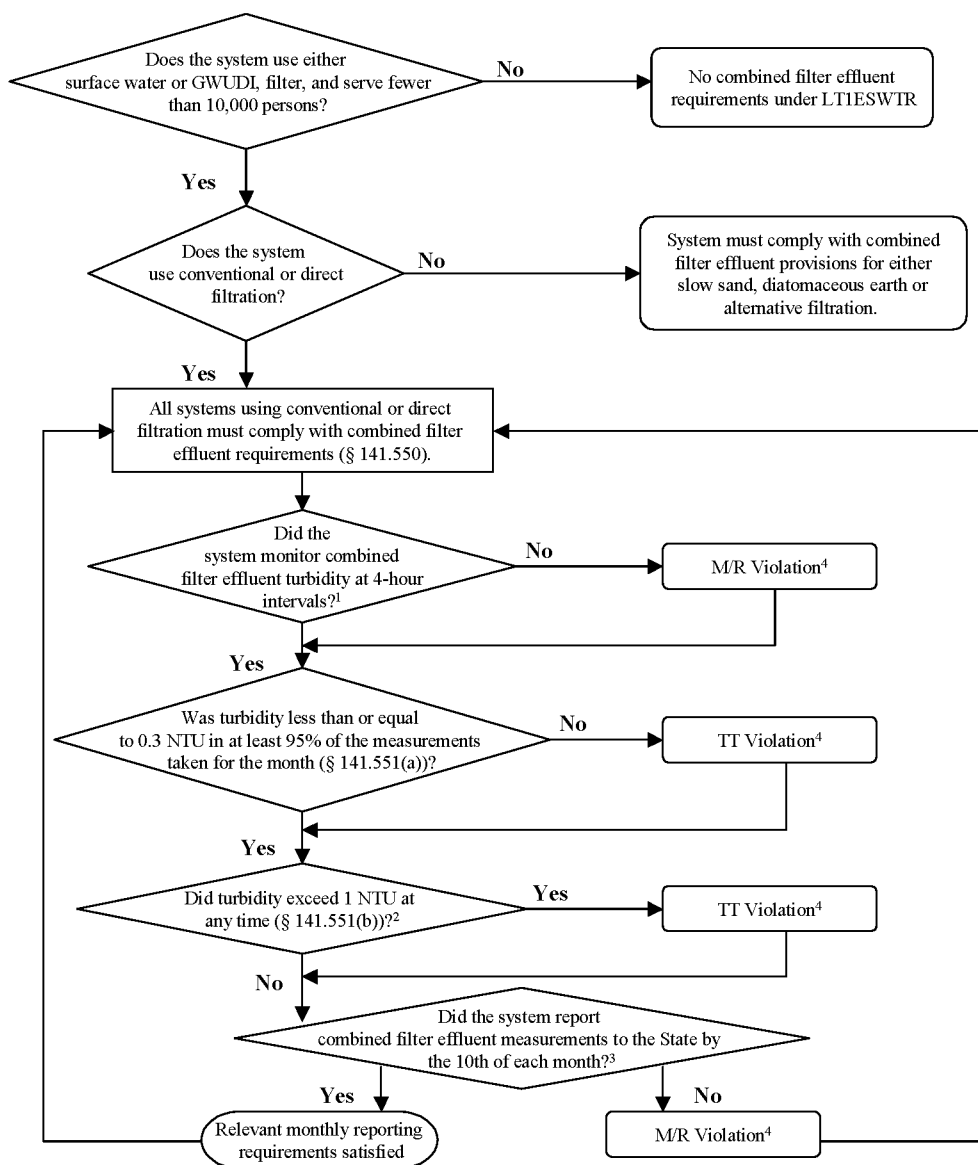 Does the system use either
surface water or GWUDI, filter, and serve fewer
than 10,000 persons?
No
No combined filter effluent
requirements under LT1ESWTR
Yes
Does the system
use conventional or direct
filtration?
No
System must comply with combined
filter effluent provisions for either
slow sand, diatomaceous earth or
alternative filtration.
Yes
All systems using conventional or direct
filtration must comply with combined filter
effluent requirements (§ 141.550).
Did the
system monitor combined
filter effluent turbidity at 4-hour
intervals?¹
No
M/R Violation⁴
Yes
Was turbidity less than or equal
to 0.3 NTU in at least 95% of the measurements
taken for the month (§ 141.551(a))?
No
TT Violation⁴
Yes
Did turbidity exceed 1 NTU at
any time (§ 141.551(b))?²
Yes
TT Violation⁴
No
Did the system report
combined filter effluent measurements to the State by
the 10th of each month?³
Yes
No
Relevant monthly reporting
requirements satisfied
M/R Violation⁴